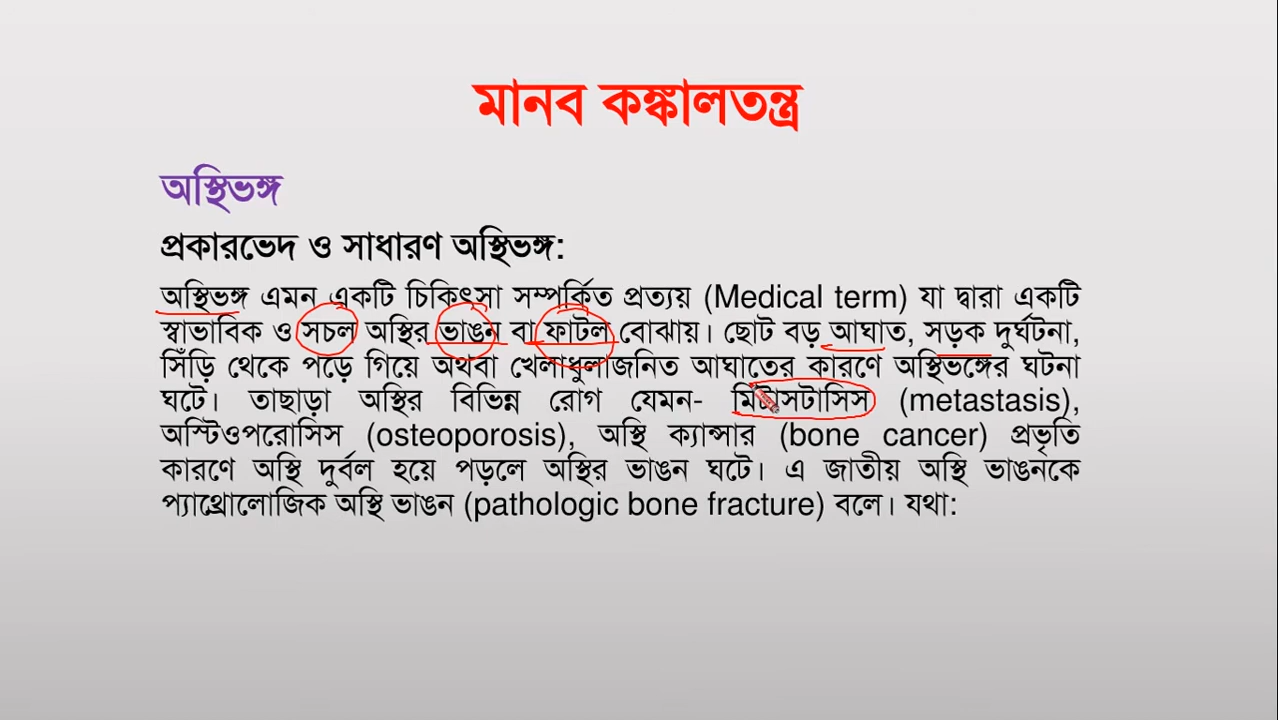 মানব কঙ্কালতন্ত্র
অস্থিভঙ্গ
প্রকারভেদ ও সাধারণ অস্থিভঙ্গ:
অস্থিভঙ্গ এমন একটি চিকিৎসা সম্পর্কিত প্রত্যয় (Medical term) যা দ্বারা একটি
স্বাভাবিক ও সচল অস্থির ভাঙন বা ফাটল বোঝায়। ছোট বড় আঘাত, সড়ক দুর্ঘটনা,
সিঁড়ি থেকে পড়ে গিয়ে অথবা খেলাধুলাজনিত আঘাতের কারণে অস্থিভঙ্গের ঘটনা
ঘটে। তাছাড়া অস্থির বিভিন্ন রোগ যেমন- মিটাসটাসিস (metastasis),
অস্টিওপরোসিস (osteoporosis), অস্থি ক্যান্সার (bone cancer) প্রভৃতি
কারণে অস্থি দুর্বল হয়ে পড়লে অস্থির ভাঙন ঘটে। এ জাতীয় অস্থি ভাঙনকে
প্যাথ্রোলোজিক অস্থি ভাঙন (pathologic bone fracture) বলে। যথা: